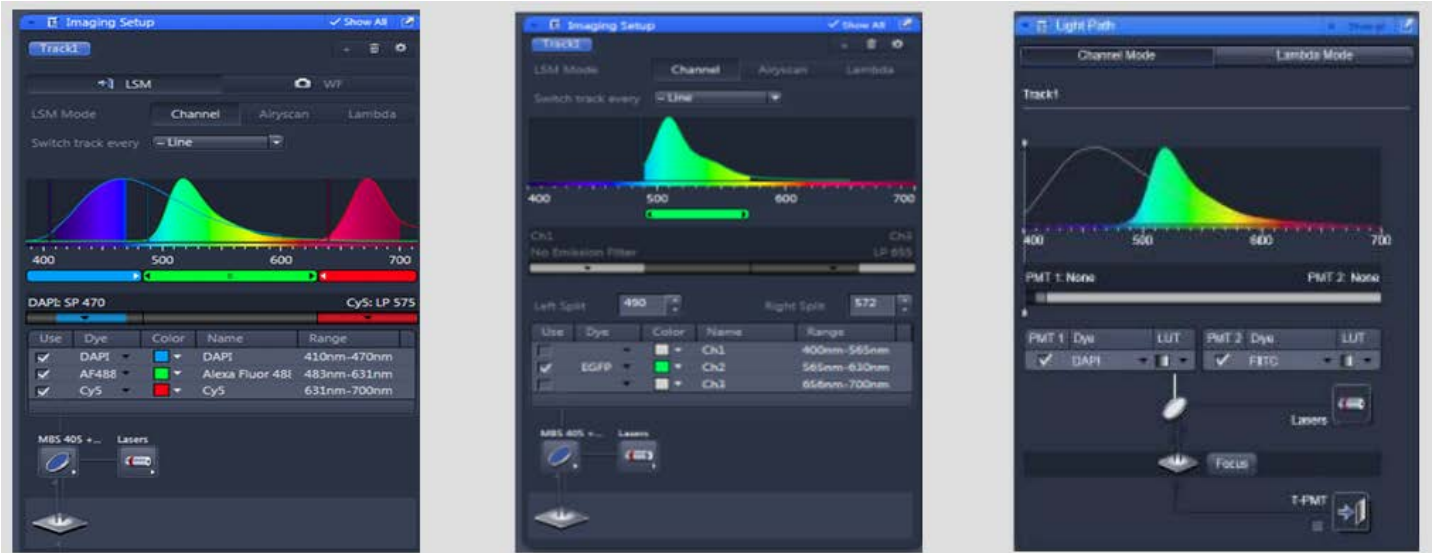 Imaging Setup
Show All
Track1
LSM
WF
LSM Mode
Channel
Airyscan
Lambda
Switch track every
Line
400
500
600
700
DAPI: SP 470
Cy5: LP 575
Use Dye Color Name Range
DAPI DAPI 410nm-470nm
AF488 Alexa Fluor 488 483nm-631nm
Cy5 Cy5 631nm-700nm
MBS 405 +... Lasers
Imaging Setup
Show All
Track1
LSM Mode
Channel
Airyscan
Lambda
Switch track every
Line
400
500
600
700
Ch1
Ch3
No Emission Filter
LP 655
Left Split 490 Right Split 572
Use Dye Color Name Range
Ch1 400nm-565nm
EGFP Ch2 565nm-630nm
Ch3 656nm-700nm
MBS 405 +... Lasers
Light Path
Show all
Channel Mode
Lambda Mode
Track1
400
500
600
700
PMT 1: None
PMT 2: None
PMT 1 Dye LUT PMT 2 Dye LUT
DAPI FITC
Lasers
Focus
T-PMT